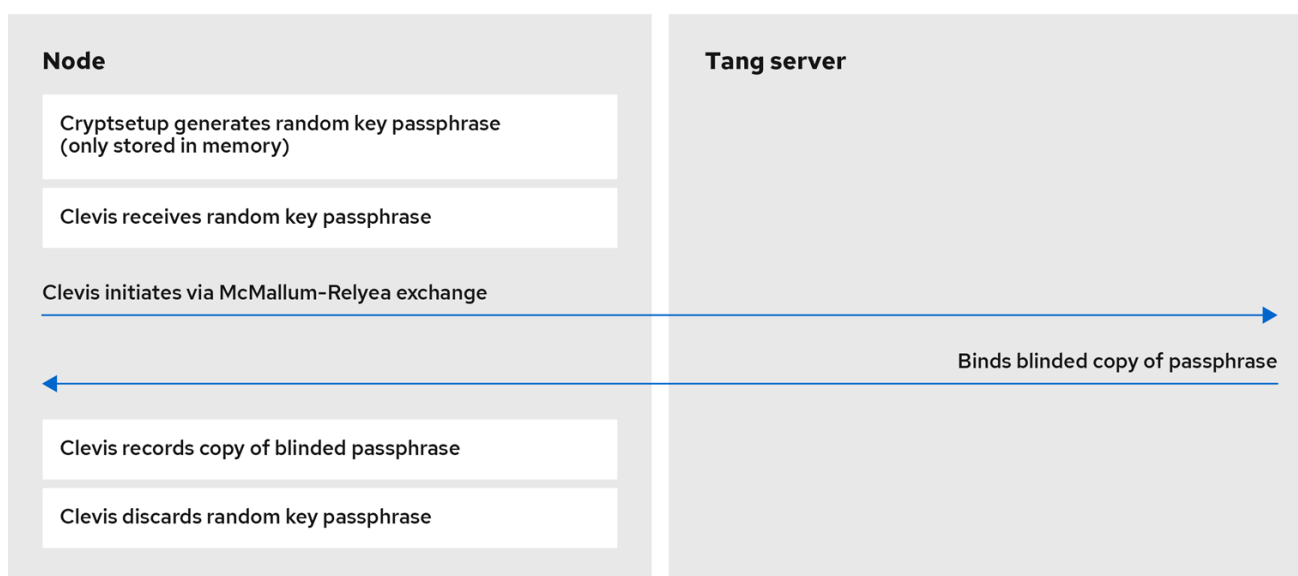 Node
Tang server
Cryptsetup generates random key passphrase
(only stored in memory)
Clevis receives random key passphrase
Clevis initiates via McMallum-Relyea exchange
Binds blinded copy of passphrase
Clevis records copy of blinded passphrase
Clevis discards random key passphrase